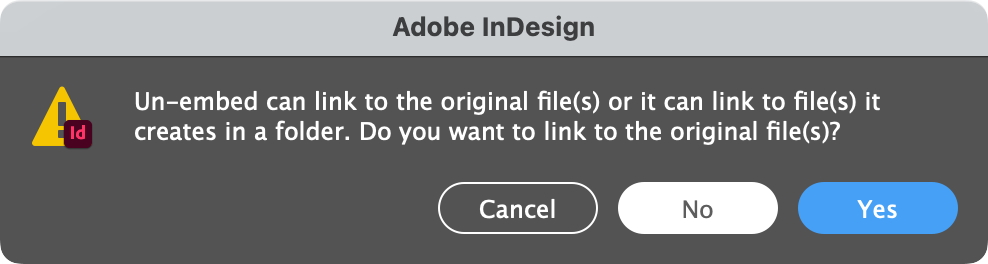 Adobe InDesign
Un-embed can link to the original file(s) or it can link to file(s) it
creates in a folder. Do you want to link to the original file(s)?
Id
Cancel
No
Yes